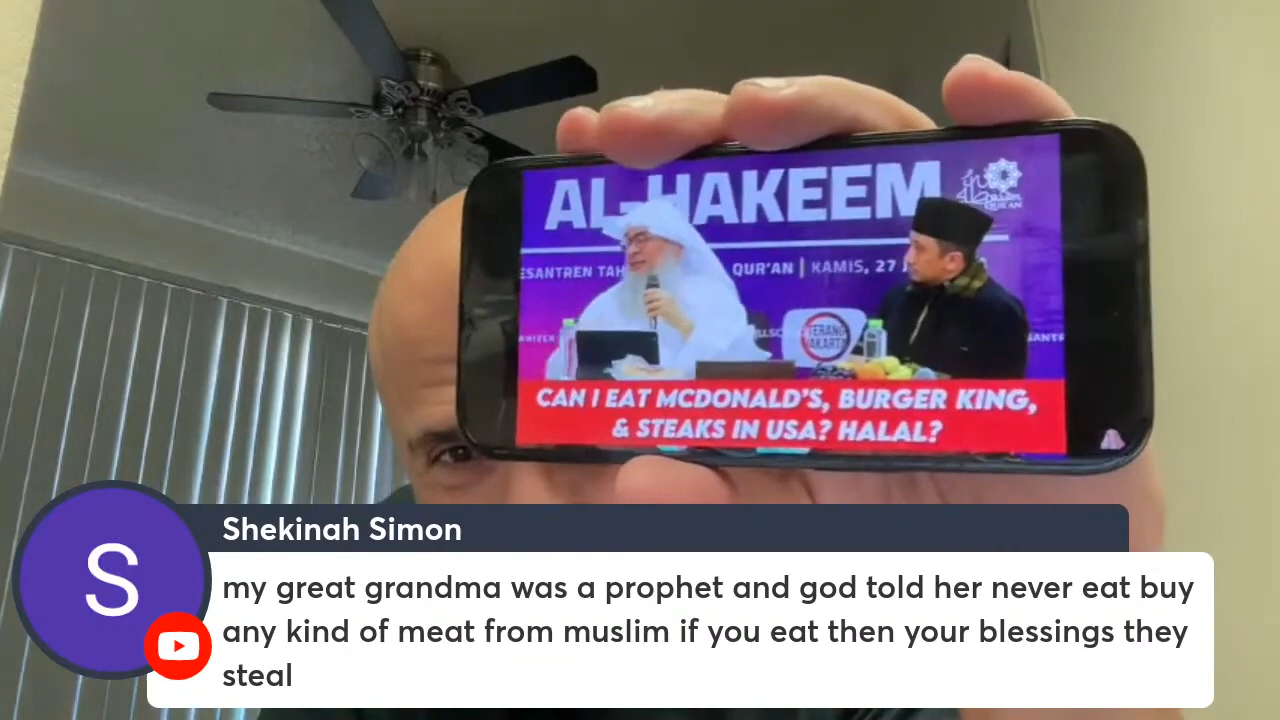 AL-HAKEEM
QUR'AN
ESANTREN TAH QUR'AN | KAMIS, 27
CAN I EAT MCDONALD'S, BURGER KING,
& STEAKS IN USA? HALAL?
S
Shekinah Simon
my great grandma was a prophet and god told her never eat buy
any kind of meat from muslim if you eat then your blessings they
steal